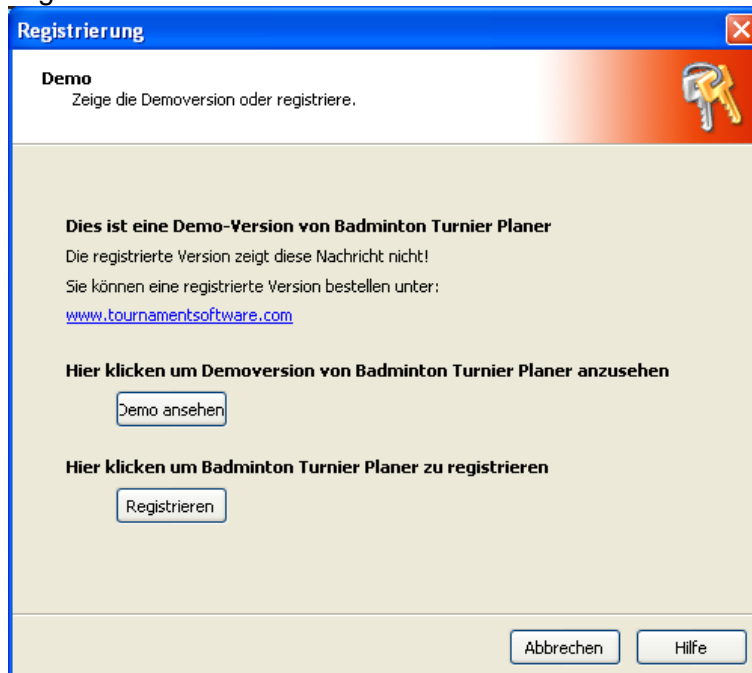 Registrierung
Demo
Zeige die Demoversion oder registriere.
Dies ist eine Demo-Version von Badminton Turnier Planer
Die registrierte Version zeigt diese Nachricht nicht!
Sie können eine registrierte Version bestellen unter:
www.tournamentsoftware.com
Hier klicken um Demoversion von Badminton Turnier Planer anzusehen
Demo ansehen
Hier klicken um Badminton Turnier Planer zu registrieren
Registrieren
Abbrechen
Hilfe